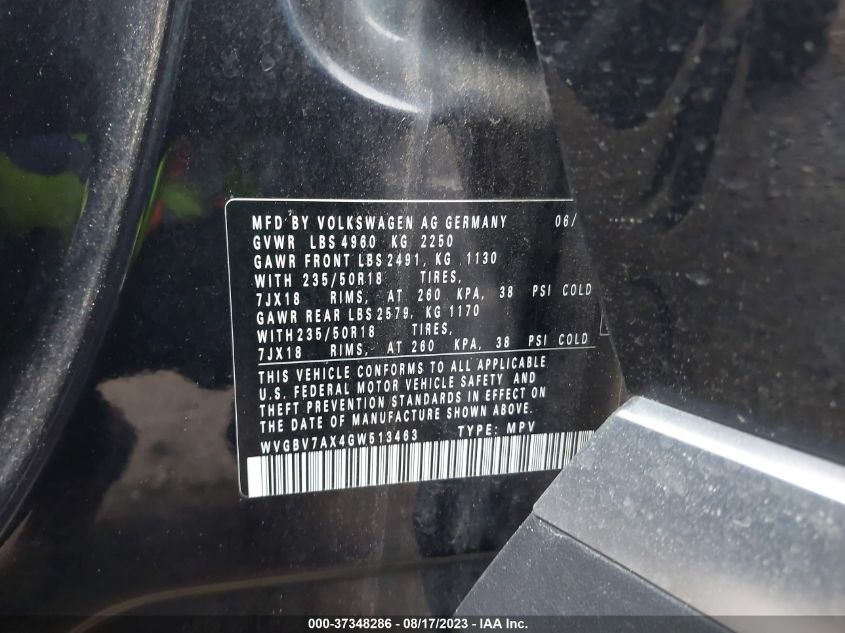 MFD BY VOLKSWAGEN AG GERMANY 06/
GVWR LBS 4960 KG 2250
GAWR FRONT LBS 2491, KG 1130
WITH 235/50R18 TIRES,
7JX18 RIMS, AT 260 KPA, 38 PSI COLD
GAWR REAR LBS 2579, KG 1170
WITH 235/50R18 TIRES,
7JX18 RIMS, AT 260 KPA, 38 PSI COLD
THIS VEHICLE CONFORMS TO ALL APPLICABLE
U.S. FEDERAL MOTOR VEHICLE SAFETY AND
THEFT PREVENTION STANDARDS IN EFFECT ON
THE DATE OF MANUFACTURE SHOWN ABOVE.
WVGBV7AX4GW513463 TYPE: MPV
000-37348286 - 08/17/2023 - IAA Inc.